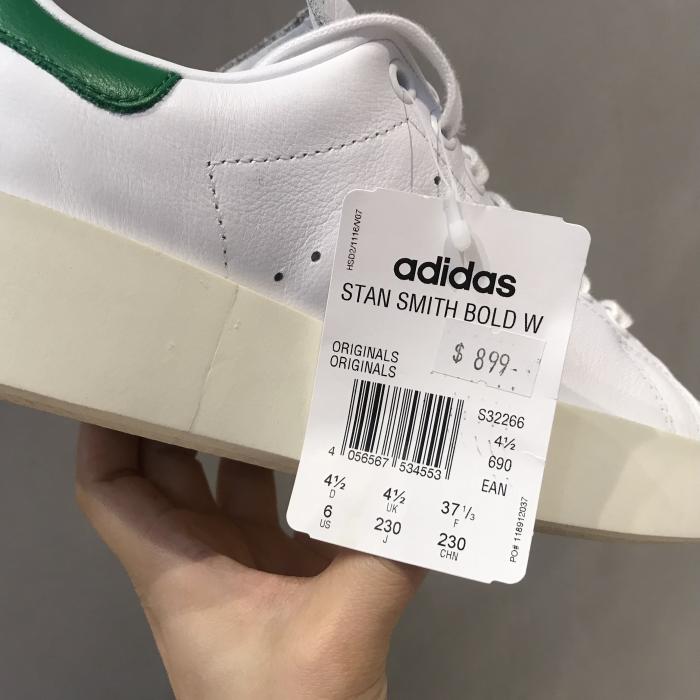 HSD2/1116/V07
adidas
STAN SMITH BOLD W
$ 899-
ORIGINALS
ORIGINALS
S32266
4½
690
EAN
4 056567 534553
4½ 4½ 37 1/3
D UK F
6 230 230
US J CHN
PO# 118912037